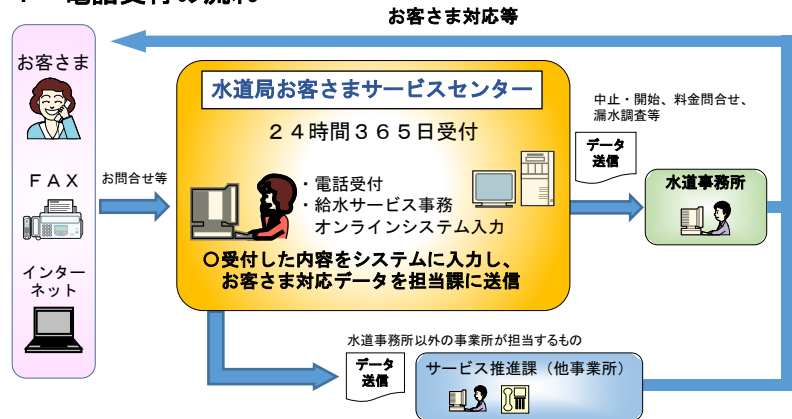 お客さま対応等
お客さま
FAX
インター
ネット
お問合せ等
水道局お客さまサービスセンター
２４時間３６５日受付
・電話受付
・給水サービス事務
オンラインシステム入力
〇受付した内容をシステムに入力し、
お客さま対応データを担当課に送信
中止・開始、料金問合せ、
漏水調査等
データ
送信
水道事務所
水道事務所以外の事業所が担当するもの
データ
送信
サービス推進課（他事業所）